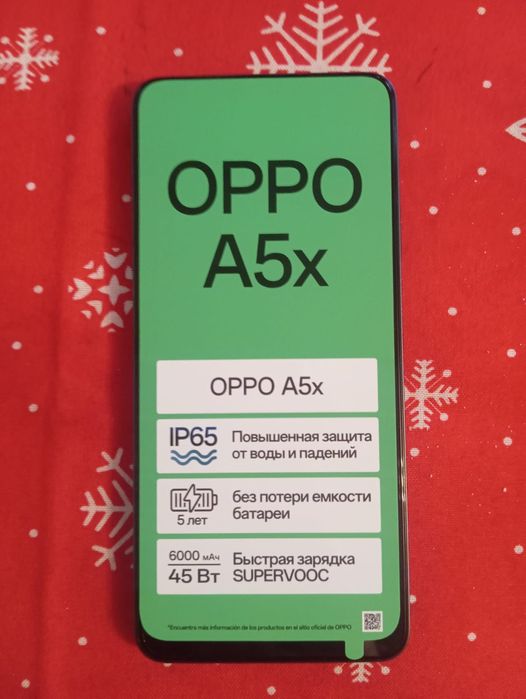 OPPO
A5x
OPPO A5x
IP65
Повышенная защита
от воды и падений
5 лет
без потери емкости
батареи
6000 мАч
45 Вт
Быстрая зарядка
SUPERVOOC
*Encuentra más información de los productos en el sitio oficial de OPPO